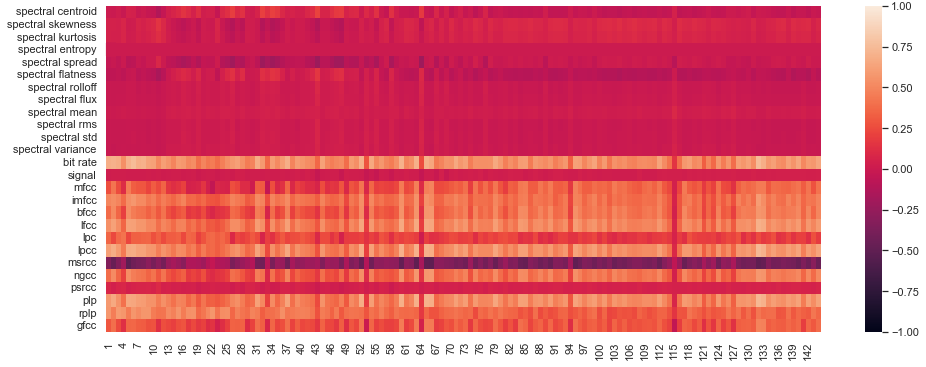 spectral centroid
spectral skewness
spectral kurtosis
spectral entropy
spectral spread
spectral flatness
spectral rolloff
spectral flux
spectral mean
spectral rms
spectral std
spectral variance
bit rate
signal
mfcc
imfcc
bfcc
lfcc
lpc
lpcc
msrcc
ngcc
psrcc
plp
rplp
gfcc
1 4 7 10 13 16 19 22 25 28 31 34 37 40 43 46 49 52 55 58 61 64 67 70 73 76 79 82 85 88 91 94 97 100 103 106 109 112 115 118 121 124 127 130 133 136 139 142
1.00
0.75
0.50
0.25
0.00
−0.25
−0.50
−0.75
−1.00